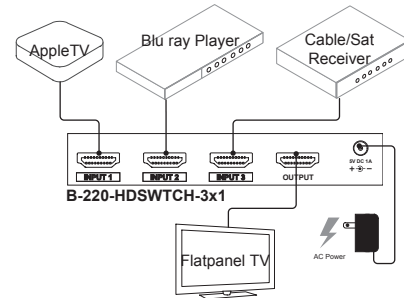 AppleTV
Blu ray Player
Cable/Sat
Receiver
INPUT 1
INPUT 2
INPUT 3
OUTPUT
5V DC 1A
B-220-HDSWTCH-3x1
Flatpanel TV
AC Power